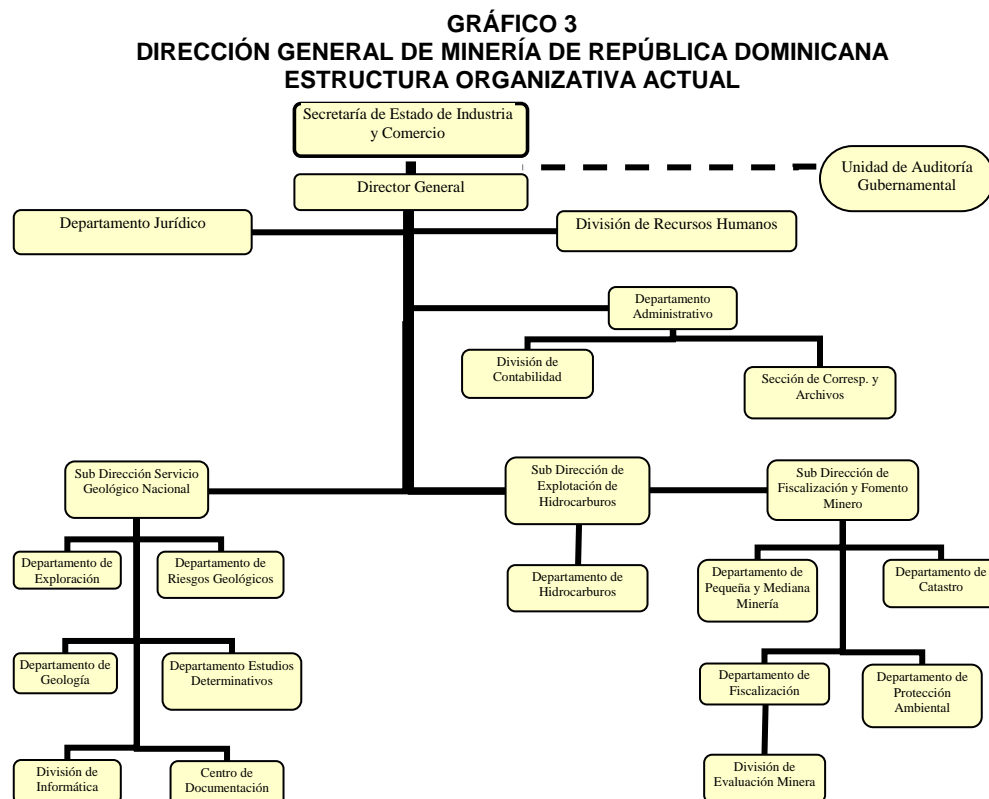 GRÁFICO 3
DIRECCIÓN GENERAL DE MINERÍA DE REPÚBLICA DOMINICANA
ESTRUCTURA ORGANIZATIVA ACTUAL
Secretaría de Estado de Industria
y Comercio
Unidad de Auditoría
Gubernamental
Director General
Departamento Jurídico
División de Recursos Humanos
Departamento
Administrativo
División de
Contabilidad
Sección de Corresp. y
Archivos
Sub Dirección Servicio
Geológico Nacional
Sub Dirección de
Explotación de
Hidrocarburos
Sub Dirección de
Fiscalización y Fomento
Minero
Departamento de
Exploración
Departamento de
Riesgos Geológicos
Departamento de
Hidrocarburos
Departamento de
Pequeña y Mediana
Minería
Departamento de
Catastro
Departamento de
Geología
Departamento Estudios
Determinativos
Departamento de
Fiscalización
Departamento de
Protección
Ambiental
División de
Informática
Centro de
Documentación
División de
Evaluación Minera